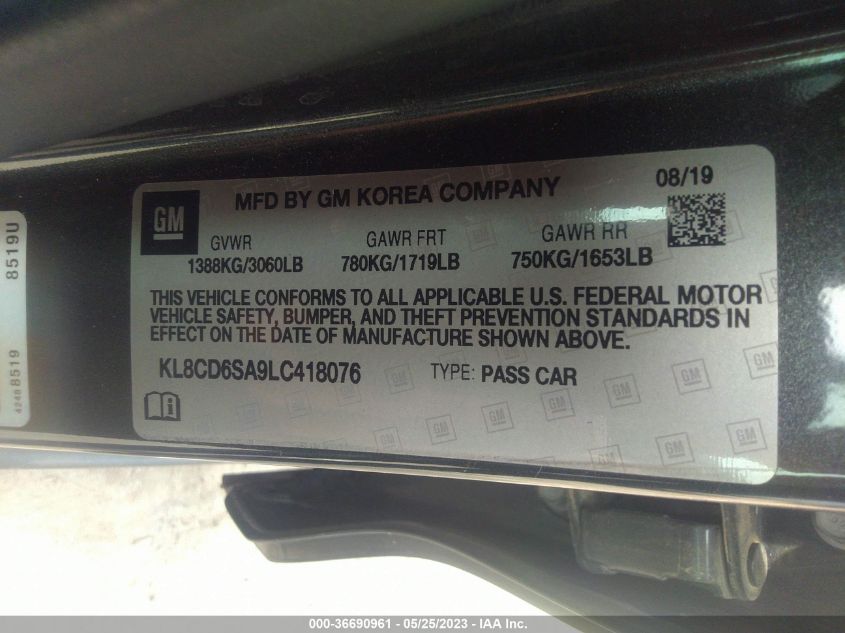 GM
MFD BY GM KOREA COMPANY
08/19
GVWR
GAWR FRT
GAWR RR
1388KG/3060LB
780KG/1719LB
750KG/1653LB
THIS VEHICLE CONFORMS TO ALL APPLICABLE U.S. FEDERAL MOTOR
VEHICLE SAFETY, BUMPER, AND THEFT PREVENTION STANDARDS IN
EFFECT ON THE DATE OF MANUFACTURE SHOWN ABOVE.
KL8CD6SA9LC418076
TYPE: PASS CAR
8519U
4248 8519
000-36690961 - 05/25/2023 - IAA Inc.